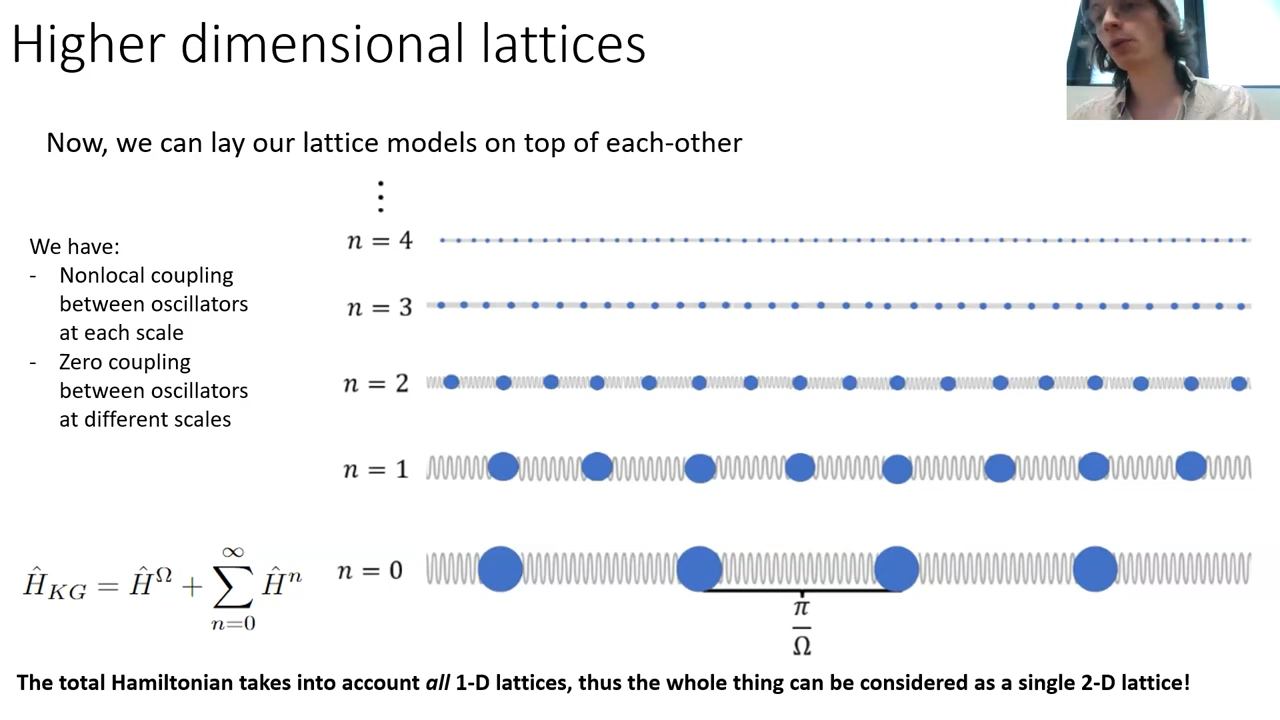 Higher dimensional lattices
Now, we can lay our lattice models on top of each-other
⋮
We have:
- Nonlocal coupling
between oscillators
at each scale
- Zero coupling
between oscillators
at different scales
n = 4
n = 3
n = 2
n = 1
n = 0
π/Ω
Ĥ_{KG} = Ĥ^Ω + ∑_{n=0}^{∞} Ĥ^n
The total Hamiltonian takes into account all 1-D lattices, thus the whole thing can be considered as a single 2-D lattice!